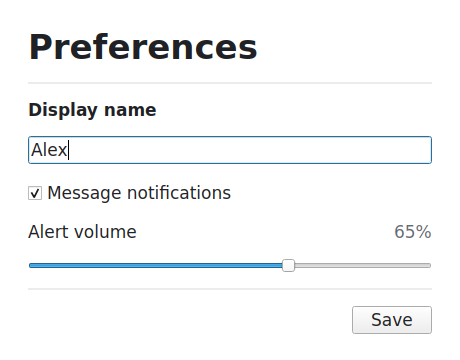 Preferences
Display name
Alex
Message notifications
Alert volume 65%
Save